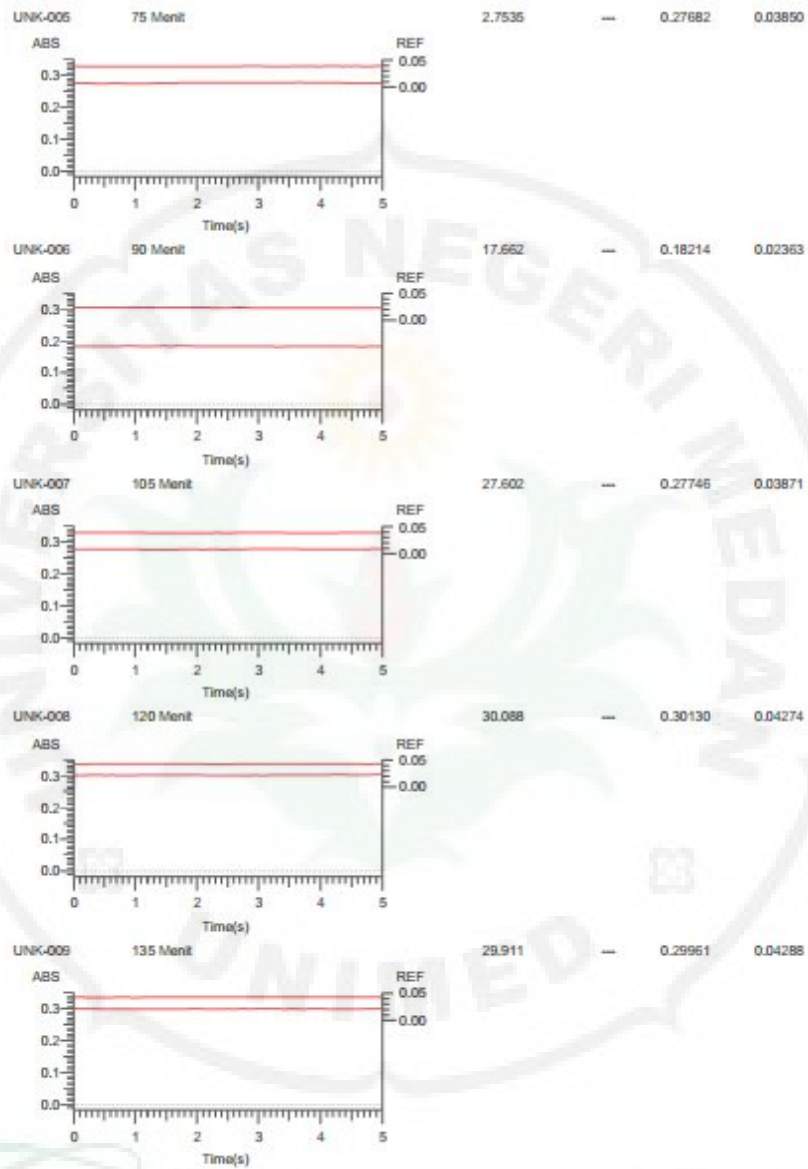 UNK-005 75 Menit 2.7535 --- 0.27682 0.03850
ABS REF
0.3 0.05
0.2 0.00
0.1
0.0
0 1 2 3 4 5
Time(s)
UNK-006 90 Menit 17.662 --- 0.18214 0.02363
ABS REF
0.3 0.05
0.2 0.00
0.1
0.0
0 1 2 3 4 5
Time(s)
UNK-007 105 Menit 27.602 --- 0.27746 0.03871
ABS REF
0.3 0.05
0.2 0.00
0.1
0.0
0 1 2 3 4 5
Time(s)
UNK-008 120 Menit 30.088 --- 0.30130 0.04274
ABS REF
0.3 0.05
0.2 0.00
0.1
0.0
0 1 2 3 4 5
Time(s)
UNK-009 135 Menit 29.911 --- 0.29961 0.04288
ABS REF
0.3 0.05
0.2 0.00
0.1
0.0
0 1 2 3 4 5
Time(s)
UNIVERSITAS NEGERI MEDAN
UNIMED